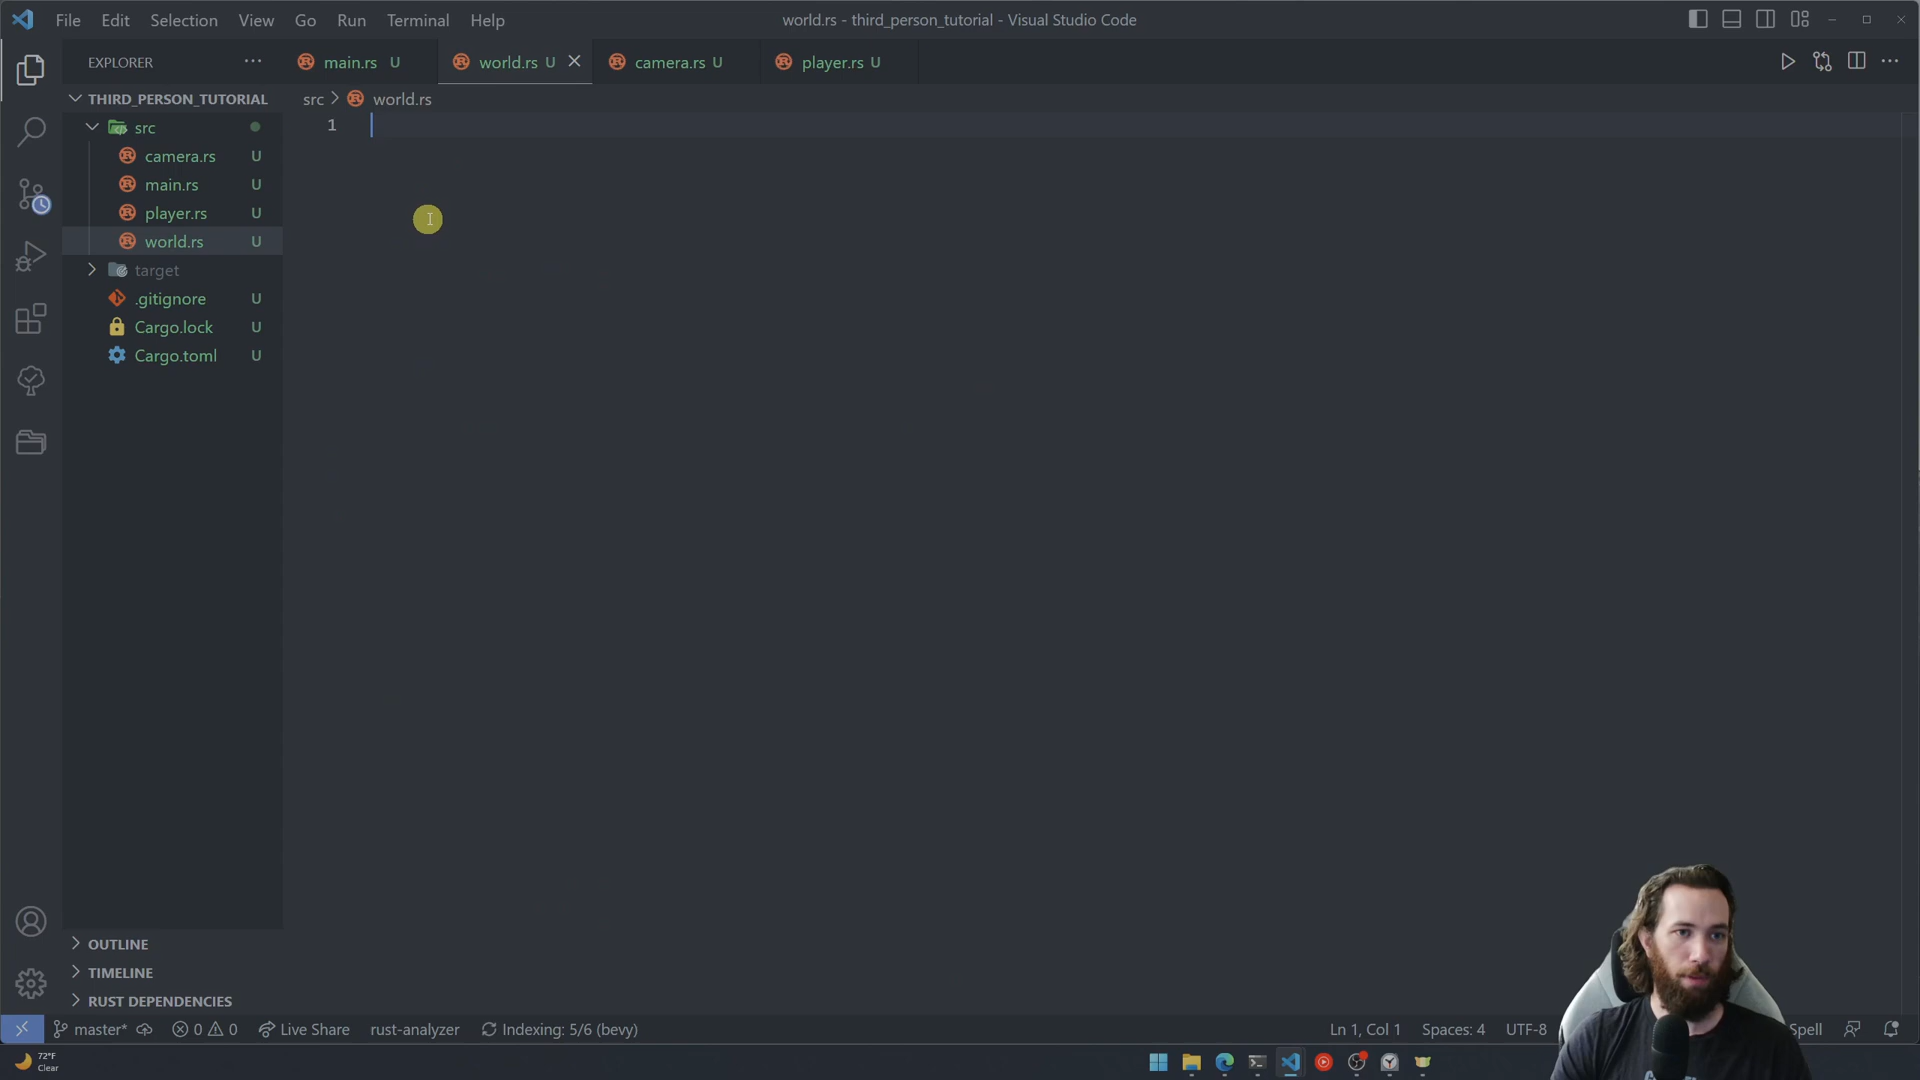 File Edit Selection View Go Run Terminal Help
world.rs - third_person_tutorial - Visual Studio Code
EXPLORER
main.rs U
world.rs U
camera.rs U
player.rs U
THIRD_PERSON_TUTORIAL
src
camera.rs U
main.rs U
player.rs U
world.rs U
target
.gitignore U
Cargo.lock U
Cargo.toml U
src > world.rs
1
OUTLINE
TIMELINE
RUST DEPENDENCIES
master* 0 0 Live Share rust-analyzer Indexing: 5/6 (bevy)
Ln 1, Col 1 Spaces: 4 UTF-8 Spell
72°F
Clear